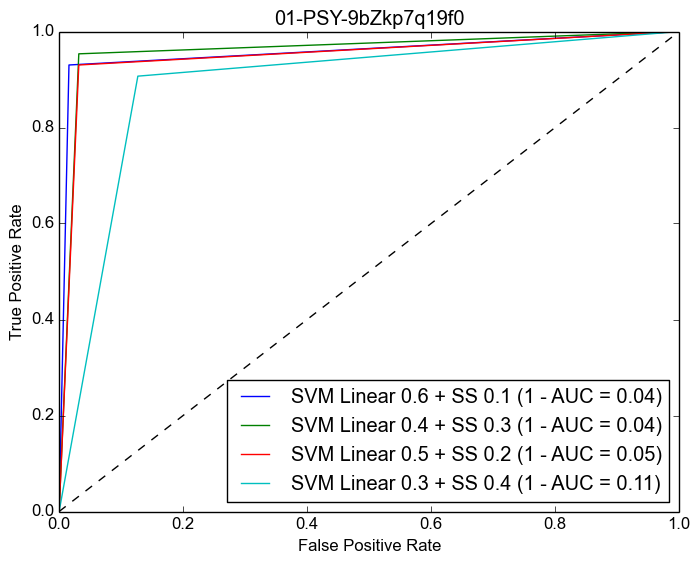 01-PSY-9bZkp7q19f0
1.0
0.8
0.6
0.4
0.2
0.0
True Positive Rate
SVM Linear 0.6 + SS 0.1 (1 - AUC = 0.04)
SVM Linear 0.4 + SS 0.3 (1 - AUC = 0.04)
SVM Linear 0.5 + SS 0.2 (1 - AUC = 0.05)
SVM Linear 0.3 + SS 0.4 (1 - AUC = 0.11)
0.0 0.2 0.4 0.6 0.8 1.0
False Positive Rate